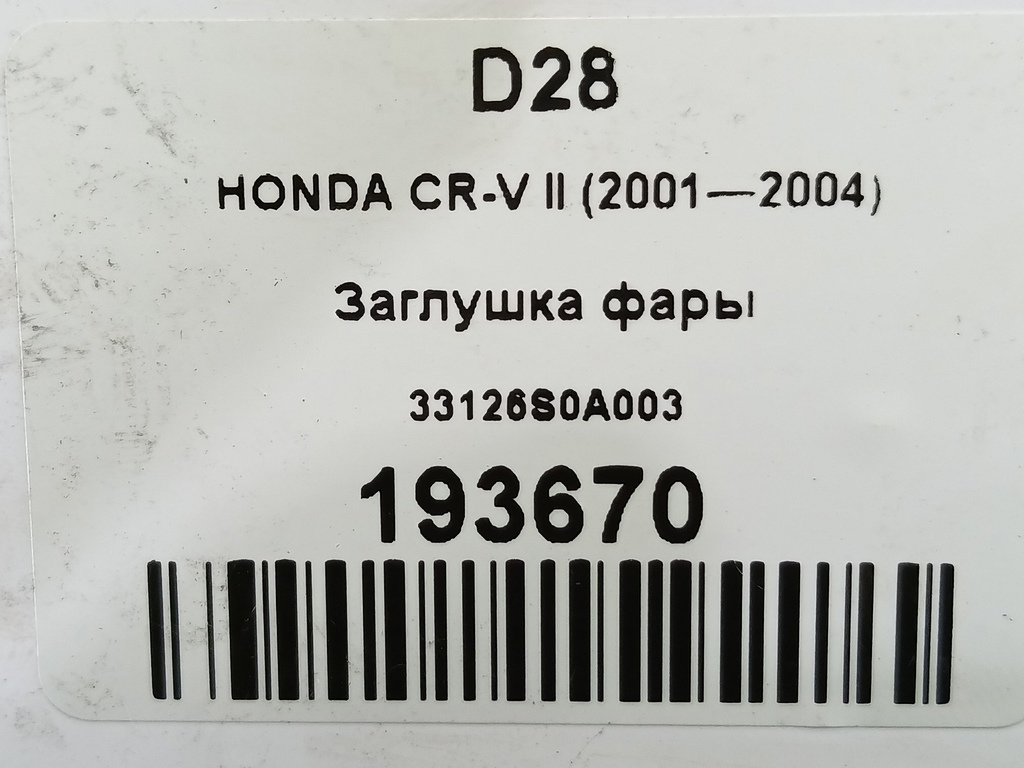 D28
HONDA CR-V II (2001—2004)
Заглушка фары
33126S0A003
193670